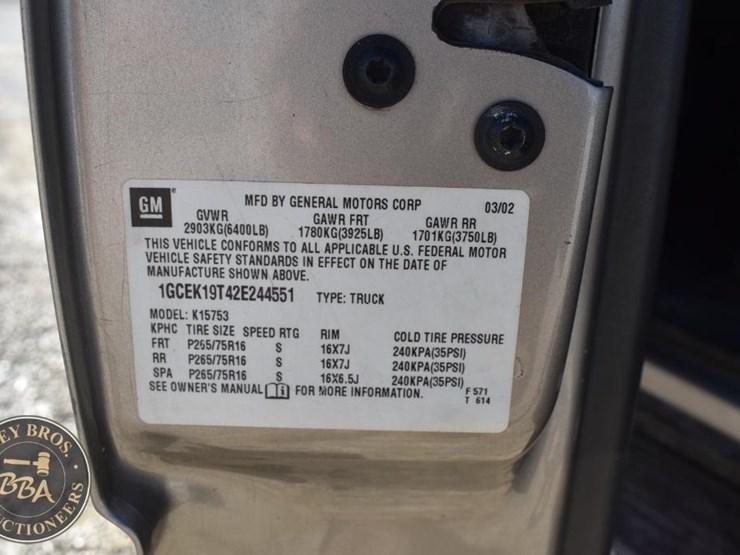 GM
MFD BY GENERAL MOTORS CORP 03/02
GVWR GAWR FRT GAWR RR
2903KG(6400LB) 1780KG(3925LB) 1701KG(3750LB)
THIS VEHICLE CONFORMS TO ALL APPLICABLE U.S. FEDERAL MOTOR
VEHICLE SAFETY STANDARDS IN EFFECT ON THE DATE OF
MANUFACTURE SHOWN ABOVE.
1GCEK19T42E244551 TYPE: TRUCK
MODEL: K15753
KPHC TIRE SIZE SPEED RTG RIM COLD TIRE PRESSURE
FRT P265/75R16 S 16X7J 240KPA(35PSI)
RR P265/75R16 S 16X7J 240KPA(35PSI)
SPA P265/75R16 S 16X6.5J 240KPA(35PSI)
SEE OWNER'S MANUAL FOR MORE INFORMATION.
F 571
T 614
EY BROS.
BBA
CTIONEERS